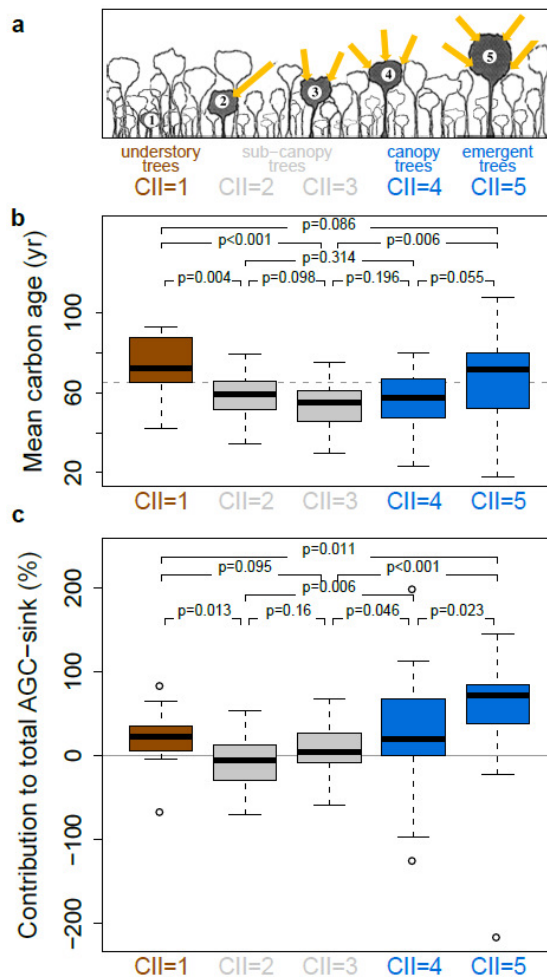 a
1
2
3
4
5
understory trees
sub-canopy trees
canopy trees
emergent trees
CII=1
CII=2
CII=3
CII=4
CII=5
b
Mean carbon age (yr)
100
60
20
p=0.086
p<0.001
p=0.006
p=0.314
p=0.004
p=0.098
p=0.196
p=0.055
CII=1
CII=2
CII=3
CII=4
CII=5
c
Contribution to total AGC−sink (%)
200
100
0
−100
−200
p=0.011
p=0.095
p<0.001
p=0.006
p=0.013
p=0.16
p=0.046
p=0.023
CII=1
CII=2
CII=3
CII=4
CII=5